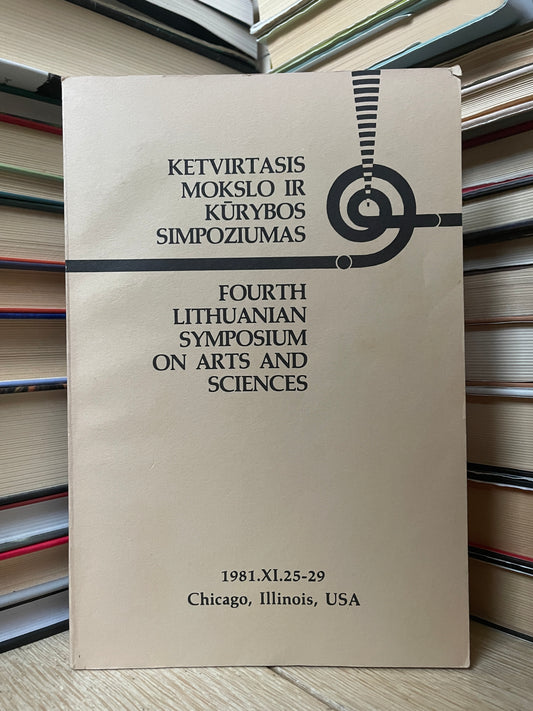 KETVIRTASIS
MOKSLO IR
KŪRYBOS
SIMPOZIUMAS
FOURTH
LITHUANIAN
SYMPOSIUM
ON ARTS AND
SCIENCES
1981.XI.25-29
Chicago, Illinois, USA